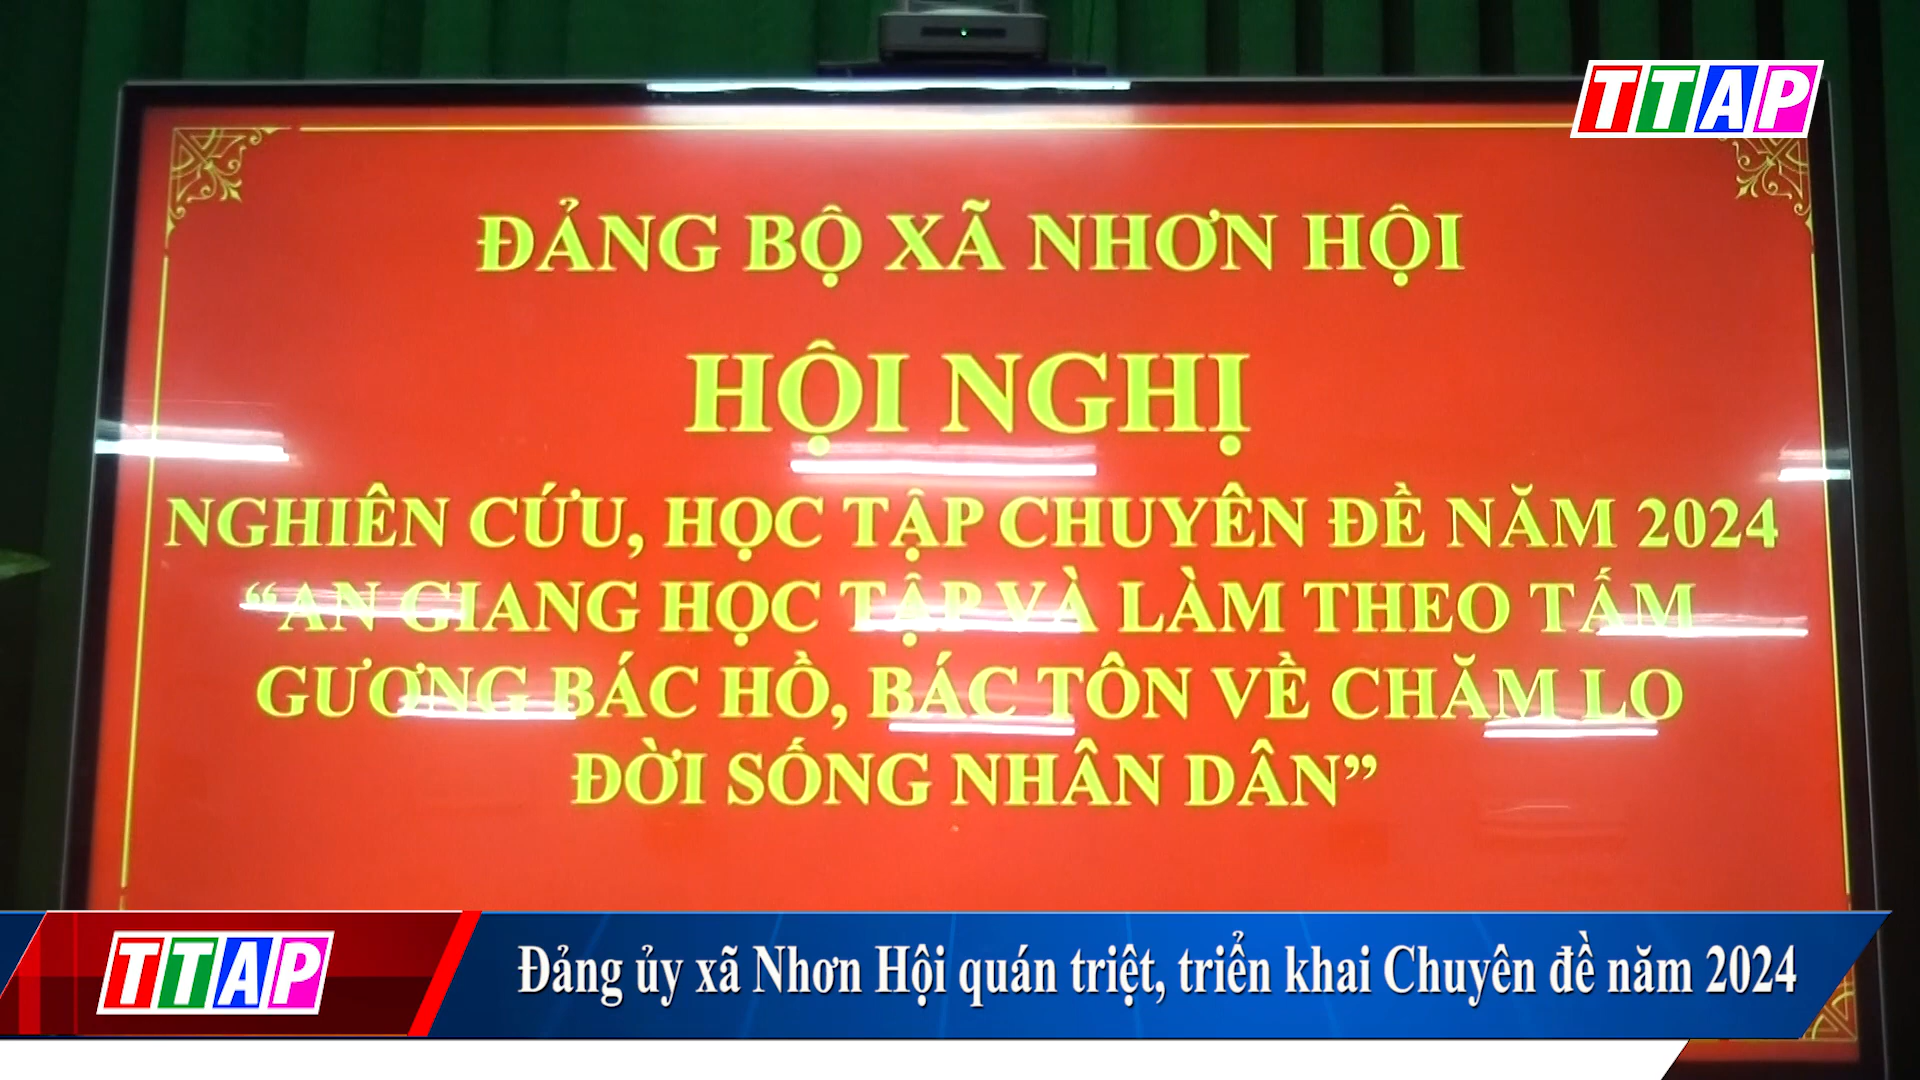 TTAP
ĐẢNG BỘ XÃ NHƠN HỘI
HỘI NGHỊ
NGHIÊN CỨU, HỌC TẬP CHUYÊN ĐỀ NĂM 2024
“AN GIANG HỌC TẬP VÀ LÀM THEO TẤM
GƯƠNG BÁC HỒ, BÁC TÔN VỀ CHĂM LO
ĐỜI SỐNG NHÂN DÂN”
TTAP
Đảng ủy xã Nhơn Hội quán triệt, triển khai Chuyên đề năm 2024